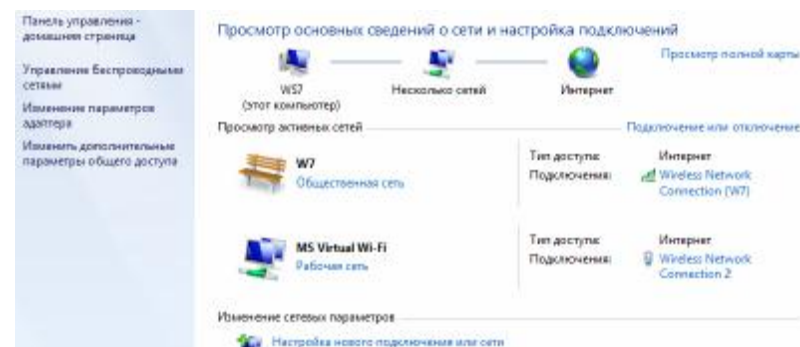 Панель управления -
домашняя страница
Управление беспроводными
сетями
Изменение параметров
адаптера
Изменить дополнительные
параметры общего доступа
Просмотр основных сведений о сети и настройка подключений
Просмотр полной карты
WS7
(этот компьютер)
Несколько сетей
Интернет
Просмотр активных сетей
Подключение или отключение
W7
Общественная сеть
Тип доступа: Интернет
Подключения: Wireless Network
Connection (W7)
MS Virtual Wi-Fi
Рабочая сеть
Тип доступа: Интернет
Подключения: Wireless Network
Connection 2
Изменение сетевых параметров
Настройка нового подключения или сети